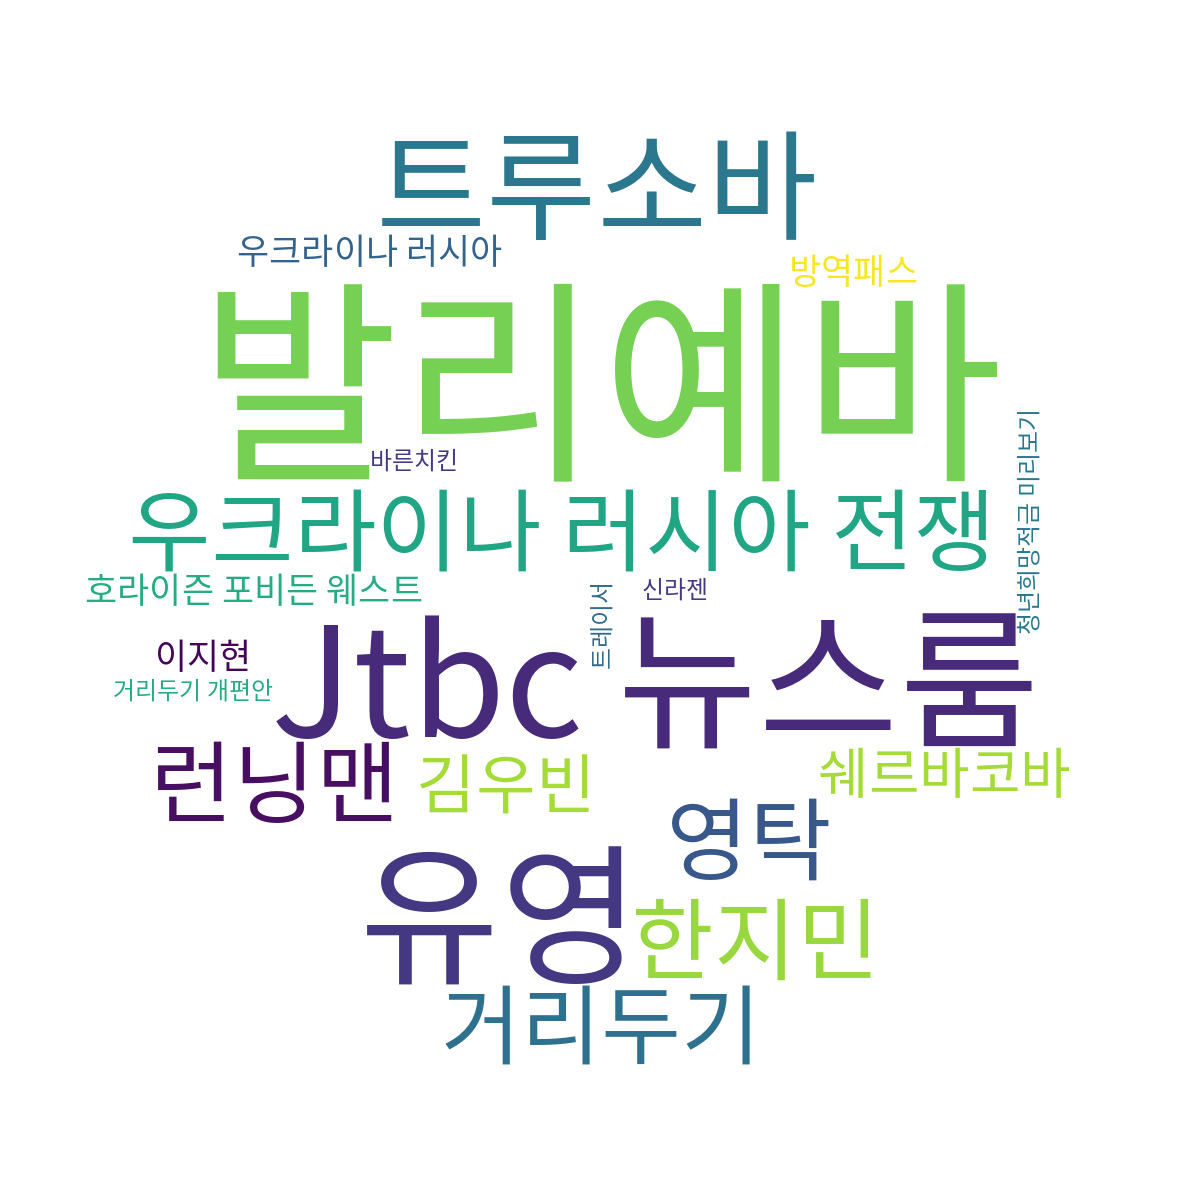 트루소바
우크라이나 러시아
방역패스
발리예바
바른치킨
청년희망적금 미리보기
우크라이나 러시아 전쟁
호라이즌 포비든 웨스트
신라젠
트레이서
이지현
거리두기 개편안
Jtbc 뉴스룸
런닝맨
김우빈
쉐르바코바
영탁
유영
한지민
거리두기